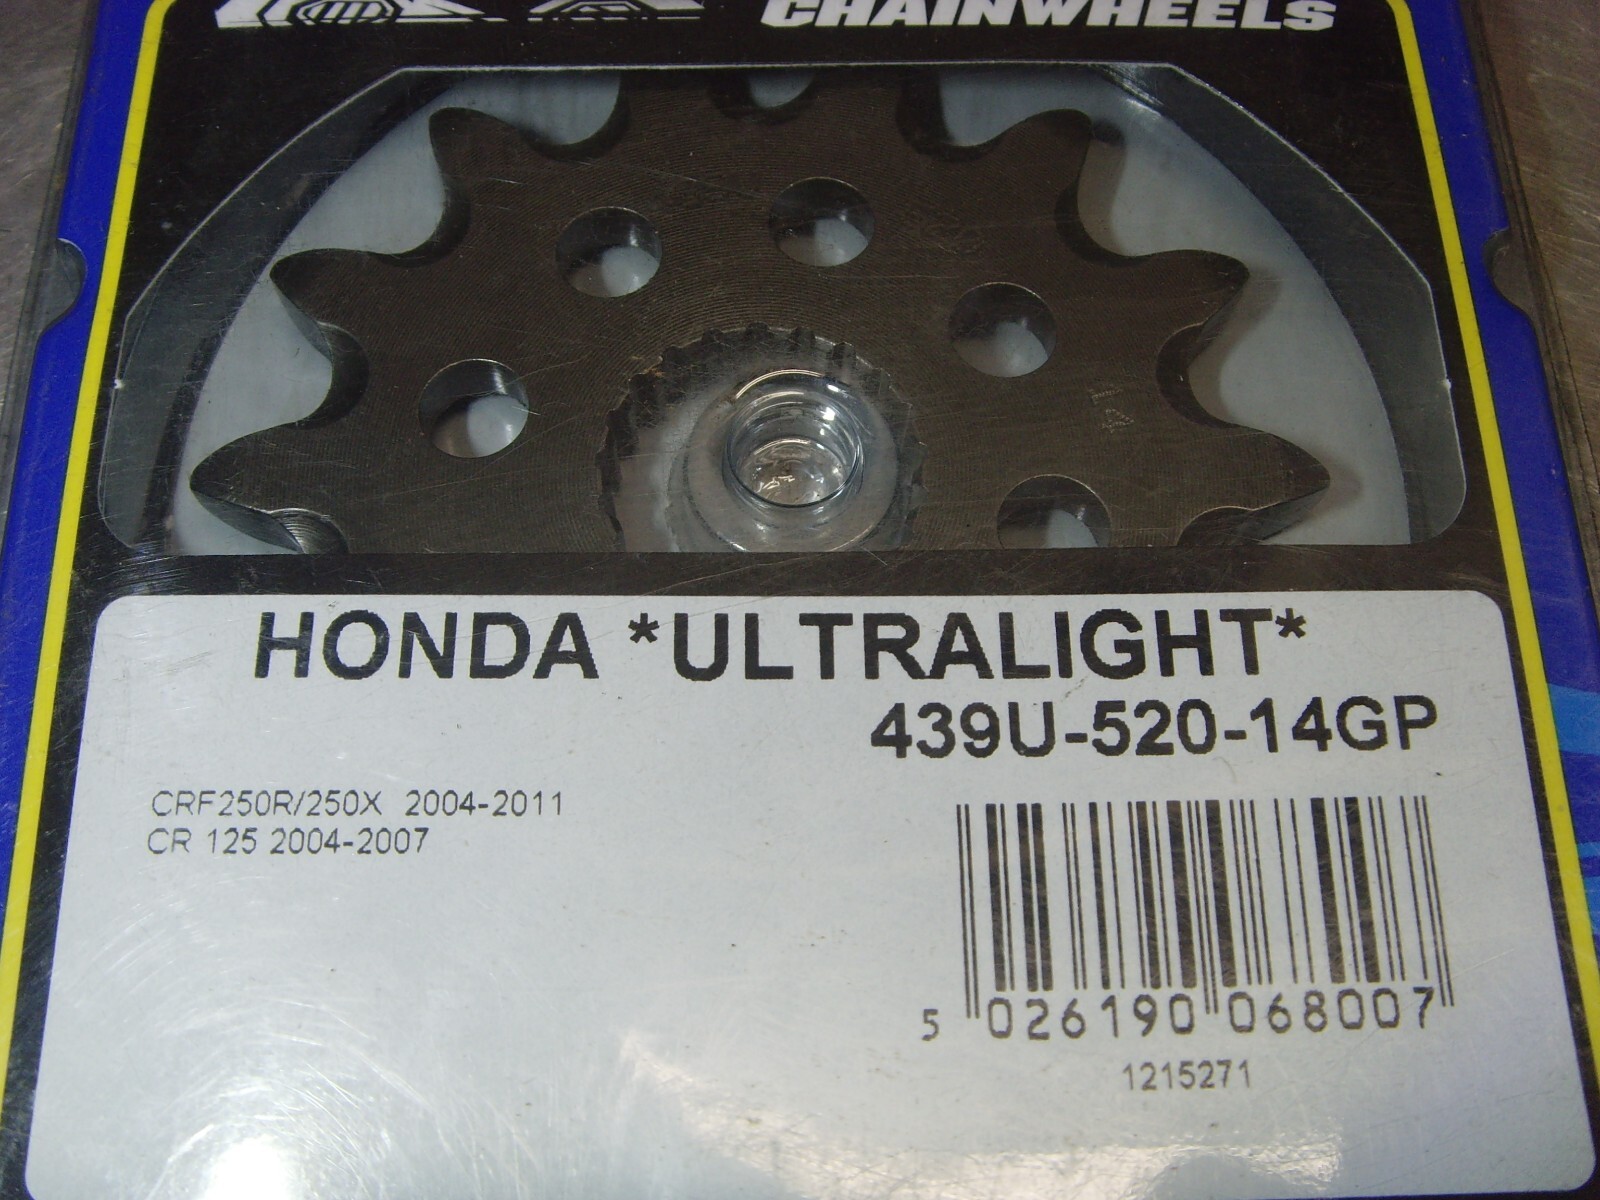 CHAINWHEELS
HONDA *ULTRALIGHT*
439U-520-14GP
CRF250R/250X 2004-2011
CR 125 2004-2007
5 026190 068007
1215271